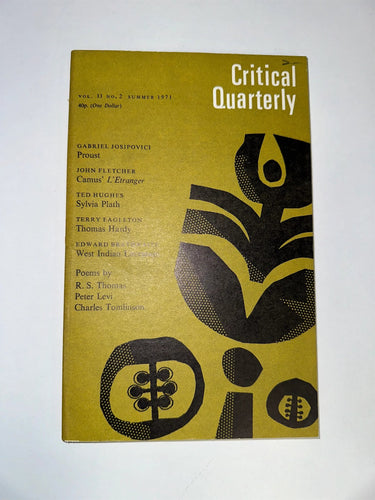 Critical
Quarterly
VOL. 13 NO. 2 SUMMER 1971
40p. (One Dollar)
GABRIEL JOSIPOVICI
Proust
JOHN FLETCHER
Camus' L'Etranger
TED HUGHES
Sylvia Plath
TERRY EAGLETON
Thomas Hardy
EDWARD
West Indian
Poems by
R. S. Thomas
Peter Levi
Charles Tomlinson